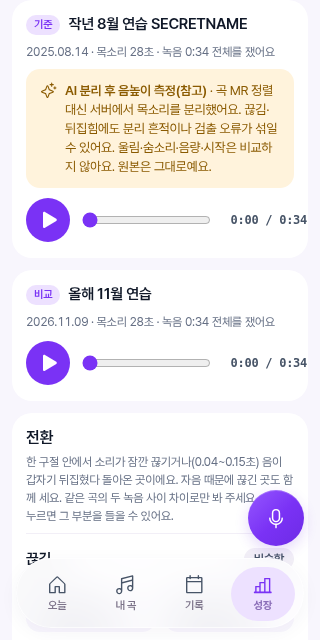 기준 작년 8월 연습 SECRETNAME
2025.08.14 · 목소리 28초 · 녹음 0:34 전체를 쟀어요
AI 분리 후 음높이 측정(참고) · 곡 MR 정렬
대신 서버에서 목소리를 분리했어요. 끊김·
뒤집힘에도 분리 흔적이나 검출 오류가 섞일
수 있어요. 울림·숨소리·음량·시작은 비교하
지 않아요. 원본은 그대로예요.
0:00 / 0:34
비교 올해 11월 연습
2026.11.09 · 목소리 28초 · 녹음 0:34 전체를 쟀어요
0:00 / 0:34
전환
한 구절 안에서 소리가 잠깐 끊기거나(0.04~0.15초) 음이
갑자기 뒤집혔다 돌아온 곳이에요. 자음 때문에 끊긴 곳도 함
께 세요. 같은 곡의 두 녹음 사이 차이로만 봐 주세요.
누르면 그 부분을 들을 수 있어요.
끊김 비슷함
오늘 내 곡 기록 성장